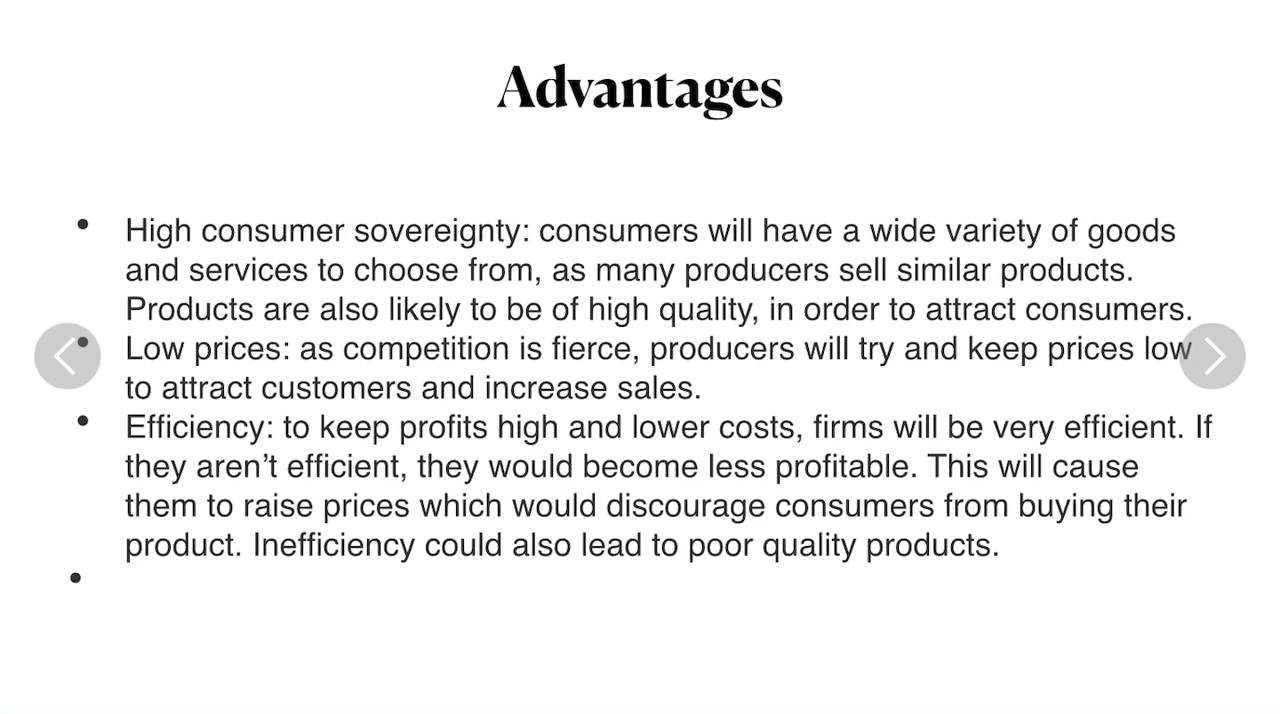 Advantages
• High consumer sovereignty: consumers will have a wide variety of goods
and services to choose from, as many producers sell similar products.
Products are also likely to be of high quality, in order to attract consumers.
• Low prices: as competition is fierce, producers will try and keep prices low
to attract customers and increase sales.
• Efficiency: to keep profits high and lower costs, firms will be very efficient. If
they aren’t efficient, they would become less profitable. This will cause
them to raise prices which would discourage consumers from buying their
product. Inefficiency could also lead to poor quality products.
•